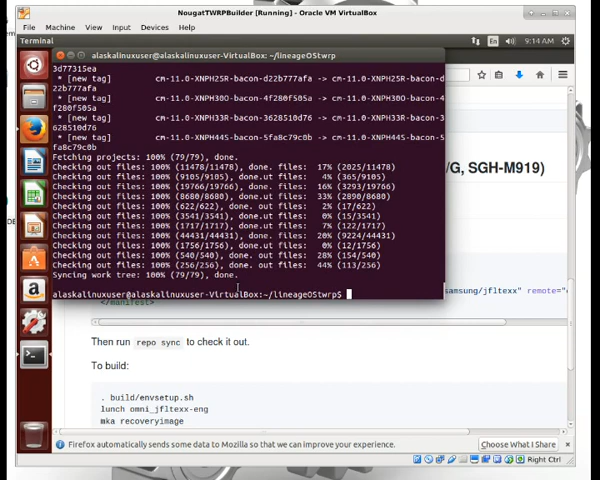 NougatTWRPBuilder [Running] - Oracle VM VirtualBox
File Machine View Input Devices Help
Terminal En 9:14 AM
alaskalinuxuser@alaskalinuxuser-VirtualBox: ~/lineageOStwrp
3d77315ea
* [new tag] cm-11.0-XNPH25R-bacon-d22b777afa -> cm-11.0-XNPH25R-bacon-d
22b777afa
* [new tag] cm-11.0-XNPH30O-bacon-4f280f505a -> cm-11.0-XNPH30O-bacon-4
f280f505a
* [new tag] cm-11.0-XNPH33R-bacon-3628510d76 -> cm-11.0-XNPH33R-bacon-3
628510d76
* [new tag] cm-11.0-XNPH44S-bacon-5fa8c79c0b -> cm-11.0-XNPH44S-bacon-5
fa8c79c0b
Fetching projects: 100% (79/79), done.
Checking out files: 100% (11478/11478), done. files: 17% (2025/11478)
Checking out files: 100% (9105/9105), done.ut files: 4% (365/9105)
Checking out files: 100% (19766/19766), done. files: 16% (3293/19766)
Checking out files: 100% (8680/8680), done.ut files: 33% (2890/8680)
Checking out files: 100% (622/622), done. out files: 2% (17/622)
Checking out files: 100% (3541/3541), done.ut files: 0% (15/3541)
Checking out files: 100% (1717/1717), done.ut files: 7% (122/1717)
Checking out files: 100% (44431/44431), done. files: 20% (9224/44431)
Checking out files: 100% (1756/1756), done.ut files: 0% (12/1756)
Checking out files: 100% (540/540), done. out files: 28% (154/540)
Checking out files: 100% (256/256), done. out files: 44% (113/256)
Syncing work tree: 100% (79/79), done.
alaskalinuxuser@alaskalinuxuser-VirtualBox:~/lineageOStwrp$
/G, SGH-M919)
samsung/jfltexx" remote="
</manifest>
Then run repo sync to check it out.
To build:
. build/envsetup.sh
lunch omni_jfltexx-eng
mka recoveryimage
Firefox automatically sends some data to Mozilla so that we can improve your experience. Choose What I Share
Right Ctrl